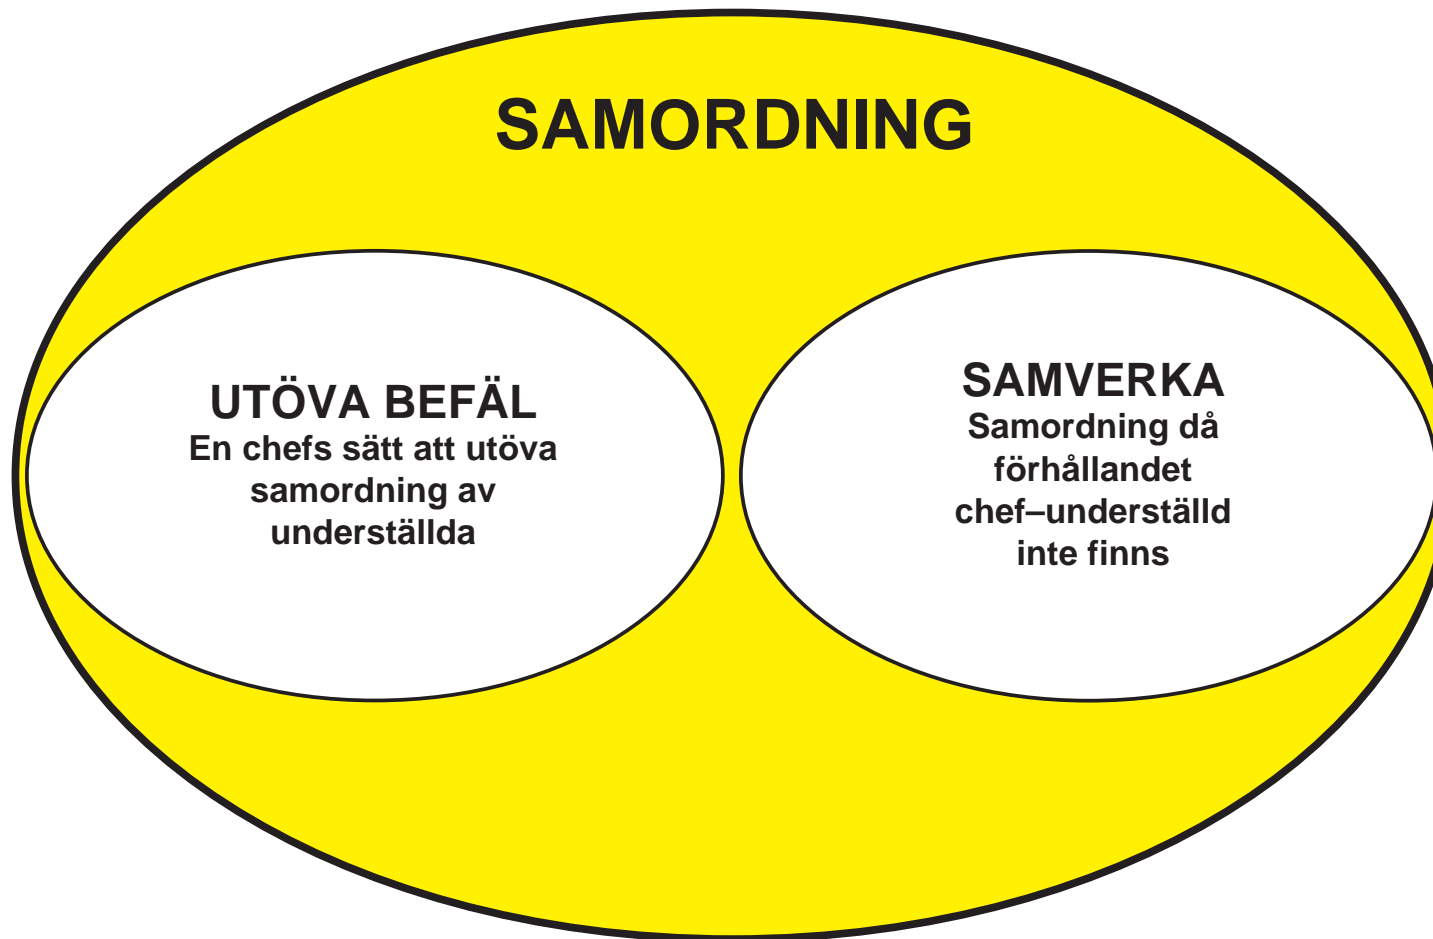 SAMORDNING
UTÖVA BEFÄL
En chefs sätt att utöva
samordning av
underställda
SAMVERKA
Samordning då
förhållandet
chef–underställd
inte finns